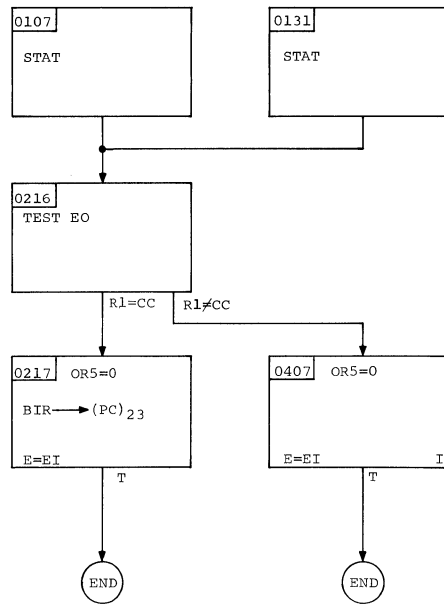 0107
STAT
0131
STAT
0216
TEST EO
R1=CC
R1≠CC
0217 OR5=0
BIR (PC)23
E=EI
T
0407 OR5=0
E=EI I
T
END
END